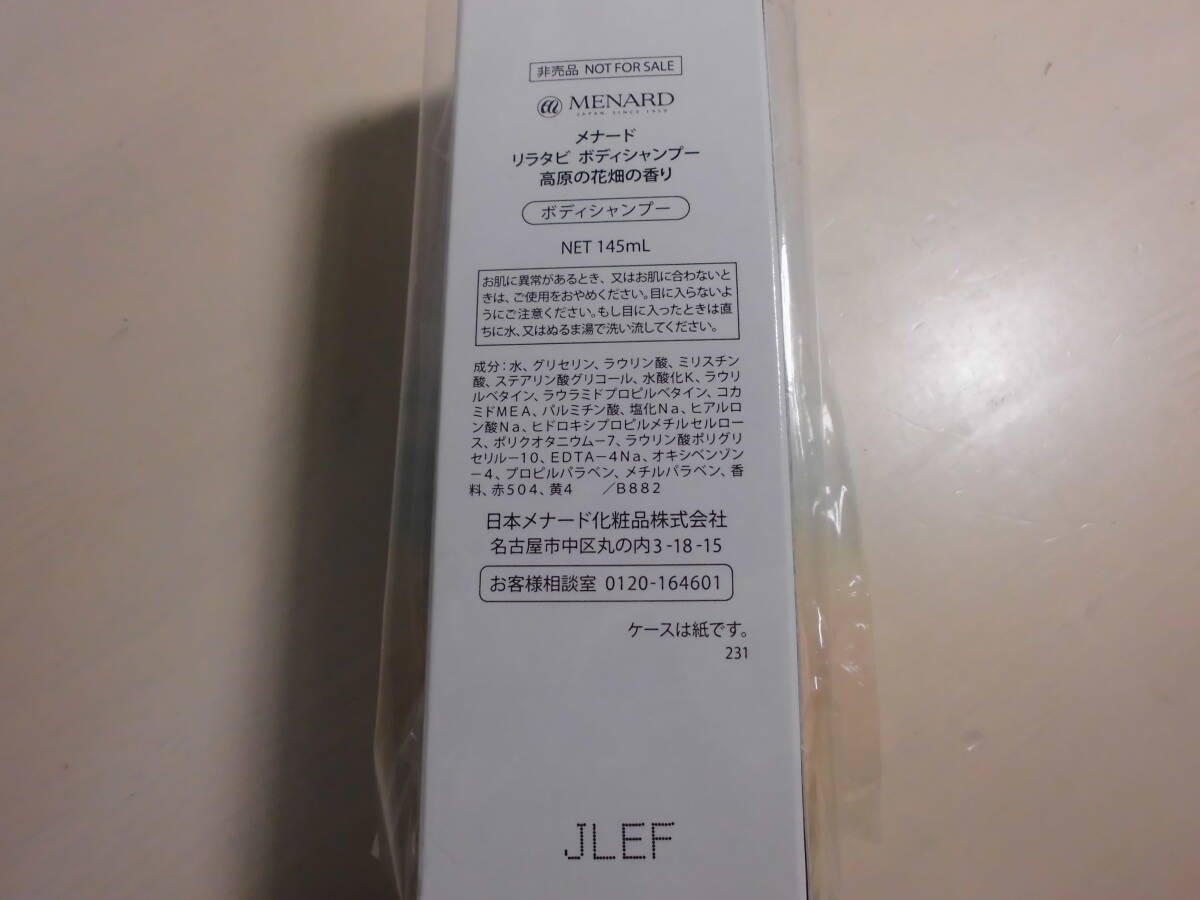 非売品 NOT FOR SALE
MENARD
JAPAN SINCE 1959
メナード
リラタビ ボディシャンプー
高原の花畑の香り
ボディシャンプー
NET 145mL
お肌に異常があるとき、又はお肌に合わないと
きは、ご使用をおやめください。目に入らないよ
うにご注意ください。もし目に入ったときは直
ちに水、又はぬるま湯で洗い流してください。
成分：水、グリセリン、ラウリン酸、ミリスチン
酸、ステアリン酸グリコール、水酸化K、ラウリ
ルベタイン、ラウラミドプロピルベタイン、コカ
ミドMEA、パルミチン酸、塩化Na、ヒアルロ
ン酸Na、ヒドロキシプロピルメチルセルロー
ス、ポリクオタニウム－7、ラウリン酸ポリグリ
セリル－10、EDTA－4Na、オキシベンゾン
－4、プロピルパラベン、メチルパラベン、香
料、赤504、黄4　／B882
日本メナード化粧品株式会社
名古屋市中区丸の内3-18-15
お客様相談室 0120-164601
ケースは紙です。
231
JLEF